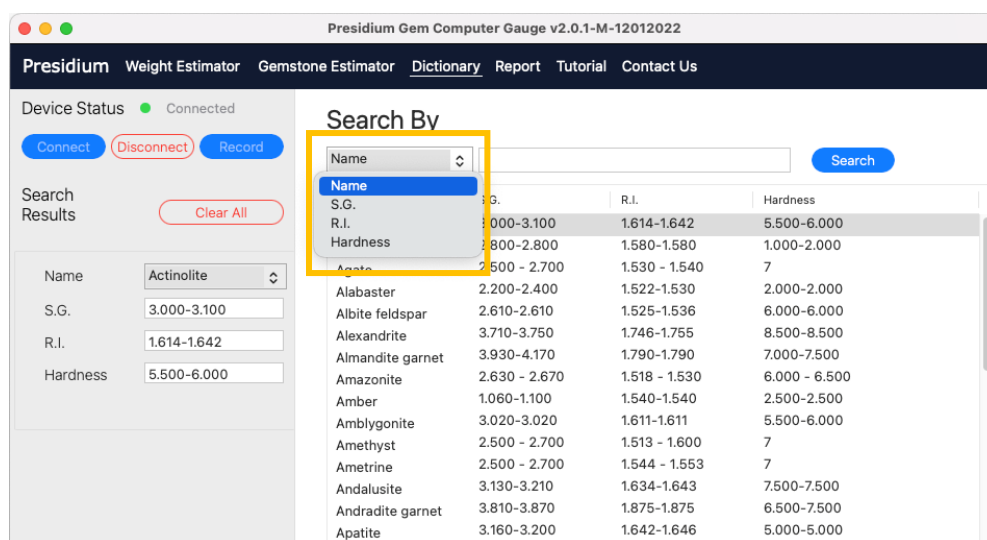 Presidium Gem Computer Gauge v2.0.1-M-12012022
Presidium Weight Estimator Gemstone Estimator Dictionary Report Tutorial Contact Us
Device Status Connected
Connect Disconnect Record
Search
Results
Clear All
Name Actinolite
S.G. 3.000-3.100
R.I. 1.614-1.642
Hardness 5.500-6.000
Search By
Name Search
Name
S.G.
R.I.
Hardness
R.I. Hardness
1.614-1.642 5.500-6.000
1.580-1.580 1.000-2.000
Agate 2.500 - 2.700 1.530 - 1.540 7
Alabaster 2.200-2.400 1.522-1.530 2.000-2.000
Albite feldspar 2.610-2.610 1.525-1.536 6.000-6.000
Alexandrite 3.710-3.750 1.746-1.755 8.500-8.500
Almandite garnet 3.930-4.170 1.790-1.790 7.000-7.500
Amazonite 2.630 - 2.670 1.518 - 1.530 6.000 - 6.500
Amber 1.060-1.100 1.540-1.540 2.500-2.500
Amblygonite 3.020-3.020 1.611-1.611 5.500-6.000
Amethyst 2.500 - 2.700 1.513 - 1.600 7
Ametrine 2.500 - 2.700 1.544 - 1.553 7
Andalusite 3.130-3.210 1.634-1.643 7.500-7.500
Andradite garnet 3.810-3.870 1.875-1.875 6.500-7.500
Apatite 3.160-3.200 1.642-1.646 5.000-5.000